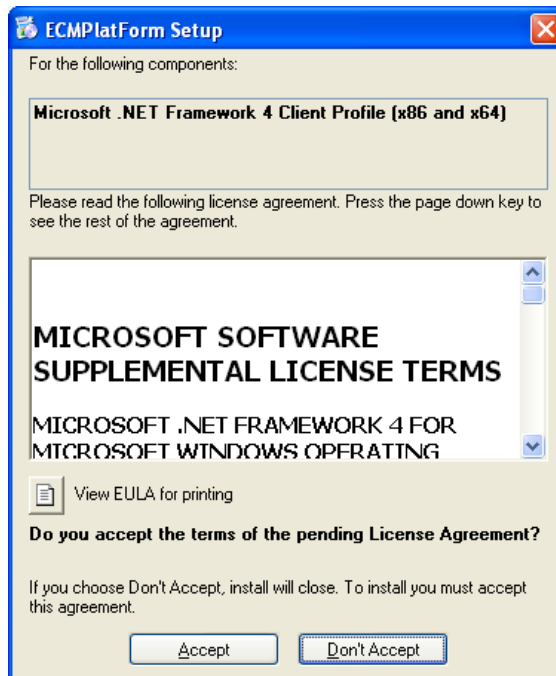 ECMPlatForm Setup
For the following components:
Microsoft .NET Framework 4 Client Profile (x86 and x64)
Please read the following license agreement. Press the page down key to
see the rest of the agreement.
MICROSOFT SOFTWARE
SUPPLEMENTAL LICENSE TERMS
MICROSOFT .NET FRAMEWORK 4 FOR
MICROSOFT WINDOWS OPERATING
View EULA for printing
Do you accept the terms of the pending License Agreement?
If you choose Don't Accept, install will close. To install you must accept
this agreement.
Accept Don't Accept